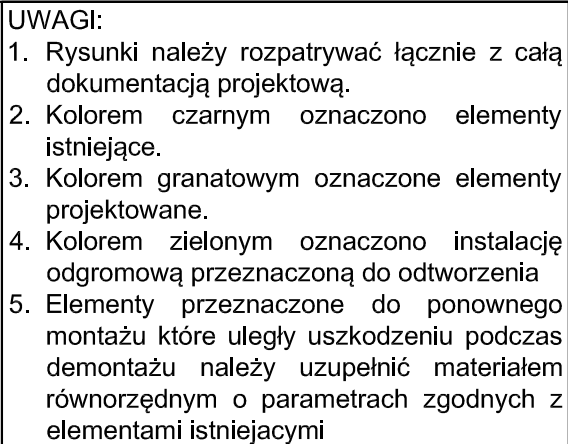 UWAGI:
1. Rysunki należy rozpatrywać łącznie z całą
dokumentacją projektową.
2. Kolorem czarnym oznaczono elementy
istniejące.
3. Kolorem granatowym oznaczone elementy
projektowane.
4. Kolorem zielonym oznaczono instalację
odgromową przeznaczoną do odtworzenia
5. Elementy przeznaczone do ponownego
montażu które uległy uszkodzeniu podczas
demontażu należy uzupełnić materiałem
równorzędnym o parametrach zgodnych z
elementami istniejacymi